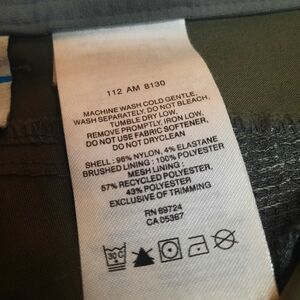 112 AM 8130
MACHINE WASH COLD GENTLE,
WASH SEPARATELY, DO NOT BLEACH,
TUMBLE DRY LOW,
REMOVE PROMPTLY, IRON LOW,
DO NOT USE FABRIC SOFTENER,
DO NOT DRYCLEAN
SHELL : 96% NYLON, 4% ELASTANE
BRUSHED LINING : 100% POLYESTER
MESH LINING :
57% RECYCLED POLYESTER,
43% POLYESTER
EXCLUSIVE OF TRIMMING
RN 69724
CA 05367
30 C